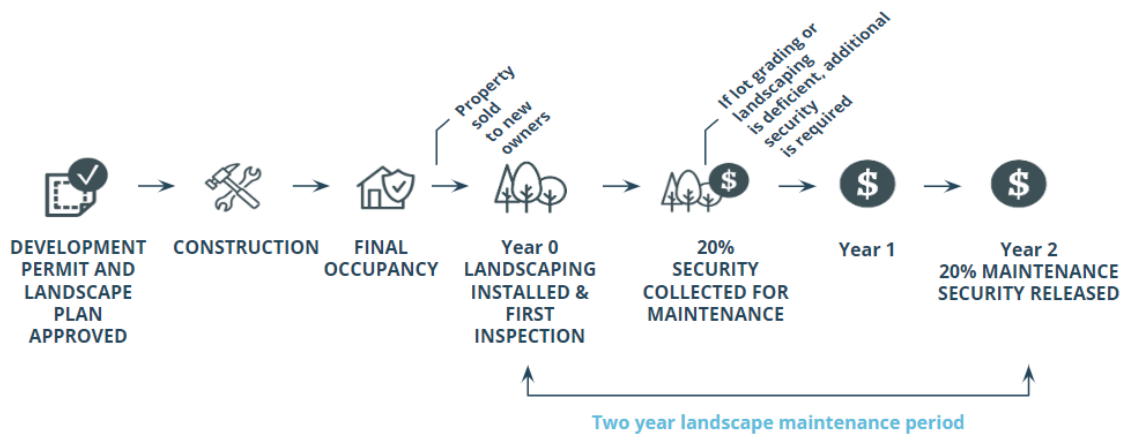 Property
sold
to new
owners
If lot grading or
landscaping
is deficient, additional
security
is required
$
$
$
DEVELOPMENT
PERMIT AND
LANDSCAPE
PLAN
APPROVED
CONSTRUCTION
FINAL
OCCUPANCY
Year 0
LANDSCAPING
INSTALLED &
FIRST
INSPECTION
20%
SECURITY
COLLECTED FOR
MAINTENANCE
Year 1
Year 2
20% MAINTENANCE
SECURITY RELEASED
Two year landscape maintenance period